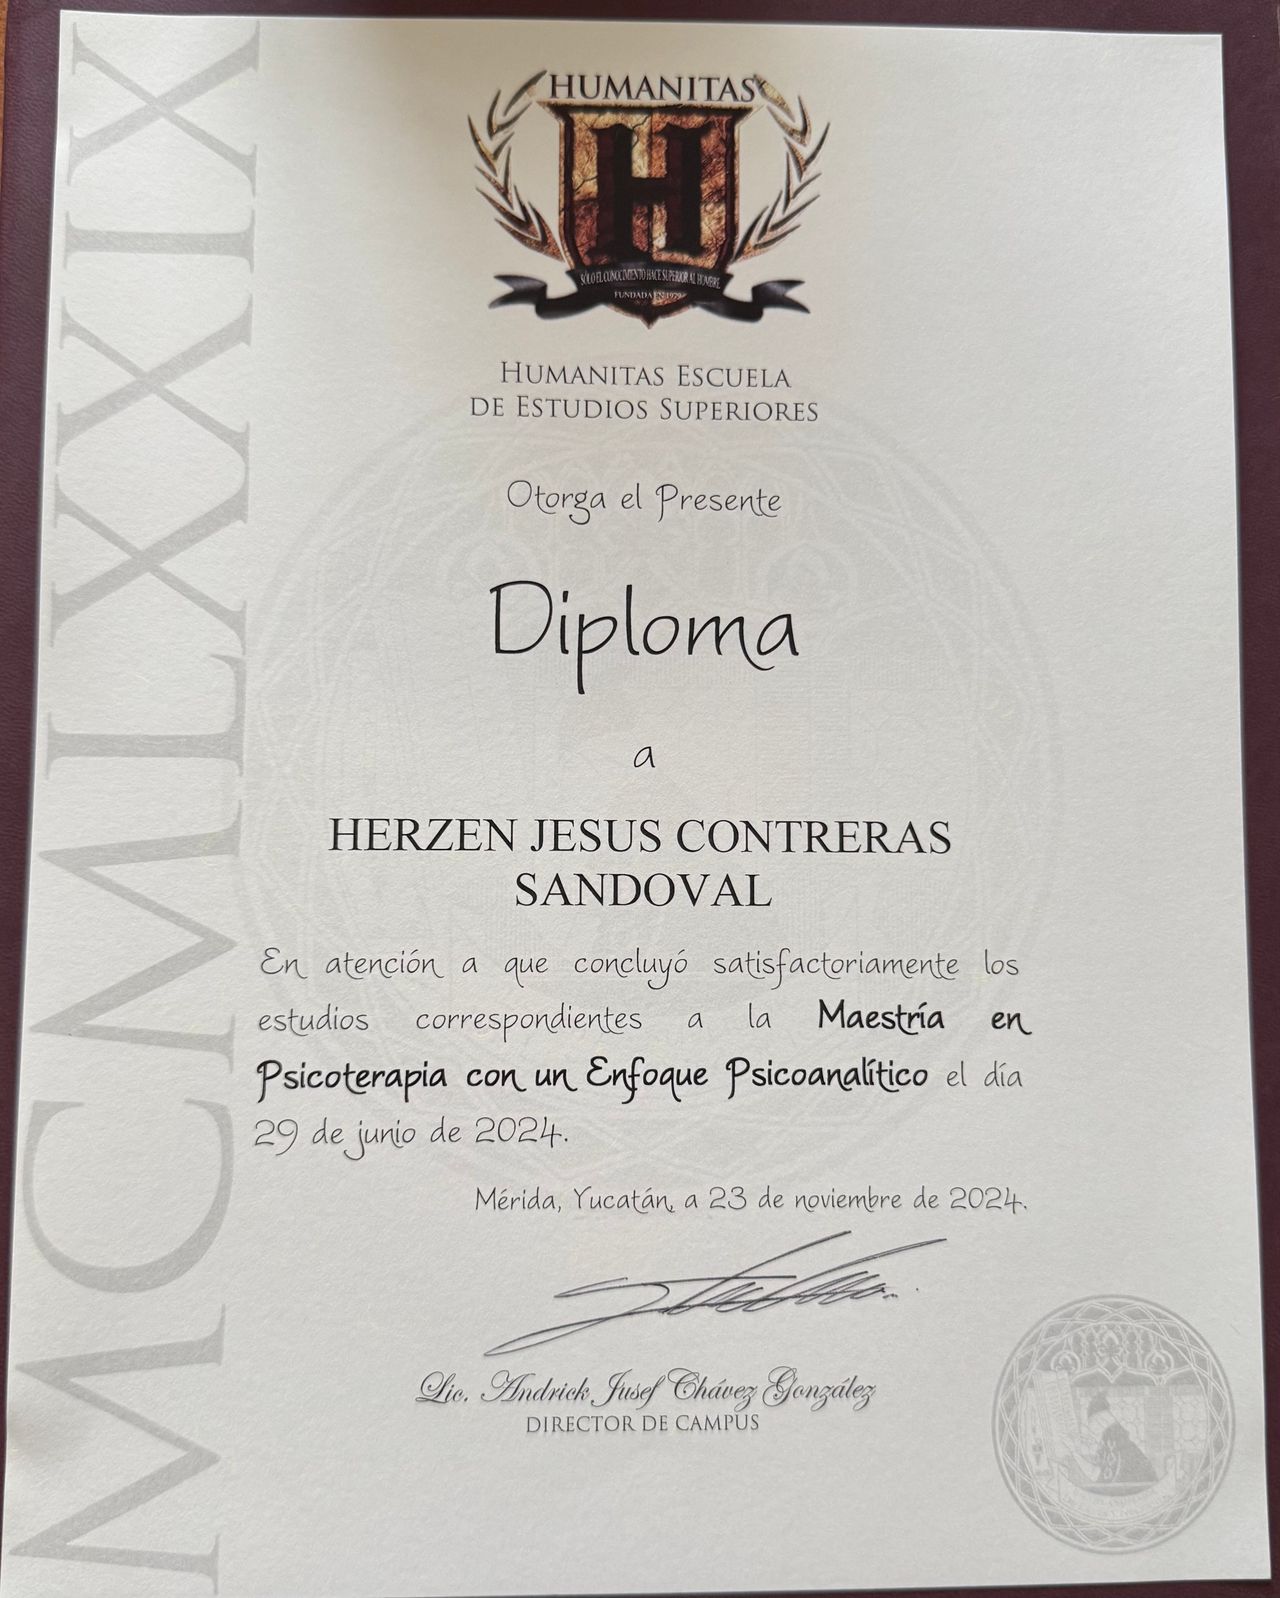 HUMANITAS
H
SÓLO EL CONOCIMIENTO HACE SUPERIOR AL HOMBRE
FUNDADA EN 1979
HUMANITAS ESCUELA
DE ESTUDIOS SUPERIORES
Otorga el Presente
Diploma
a
HERZEN JESUS CONTRERAS
SANDOVAL
En atención a que concluyó satisfactoriamente los
estudios correspondientes a la Maestría en
Psicoterapia con un Enfoque Psicoanalítico el día
29 de junio de 2024.
Mérida, Yucatán, a 23 de noviembre de 2024.
Lic. Andrick Jusef Chávez González
DIRECTOR DE CAMPUS
MCMLXXIX